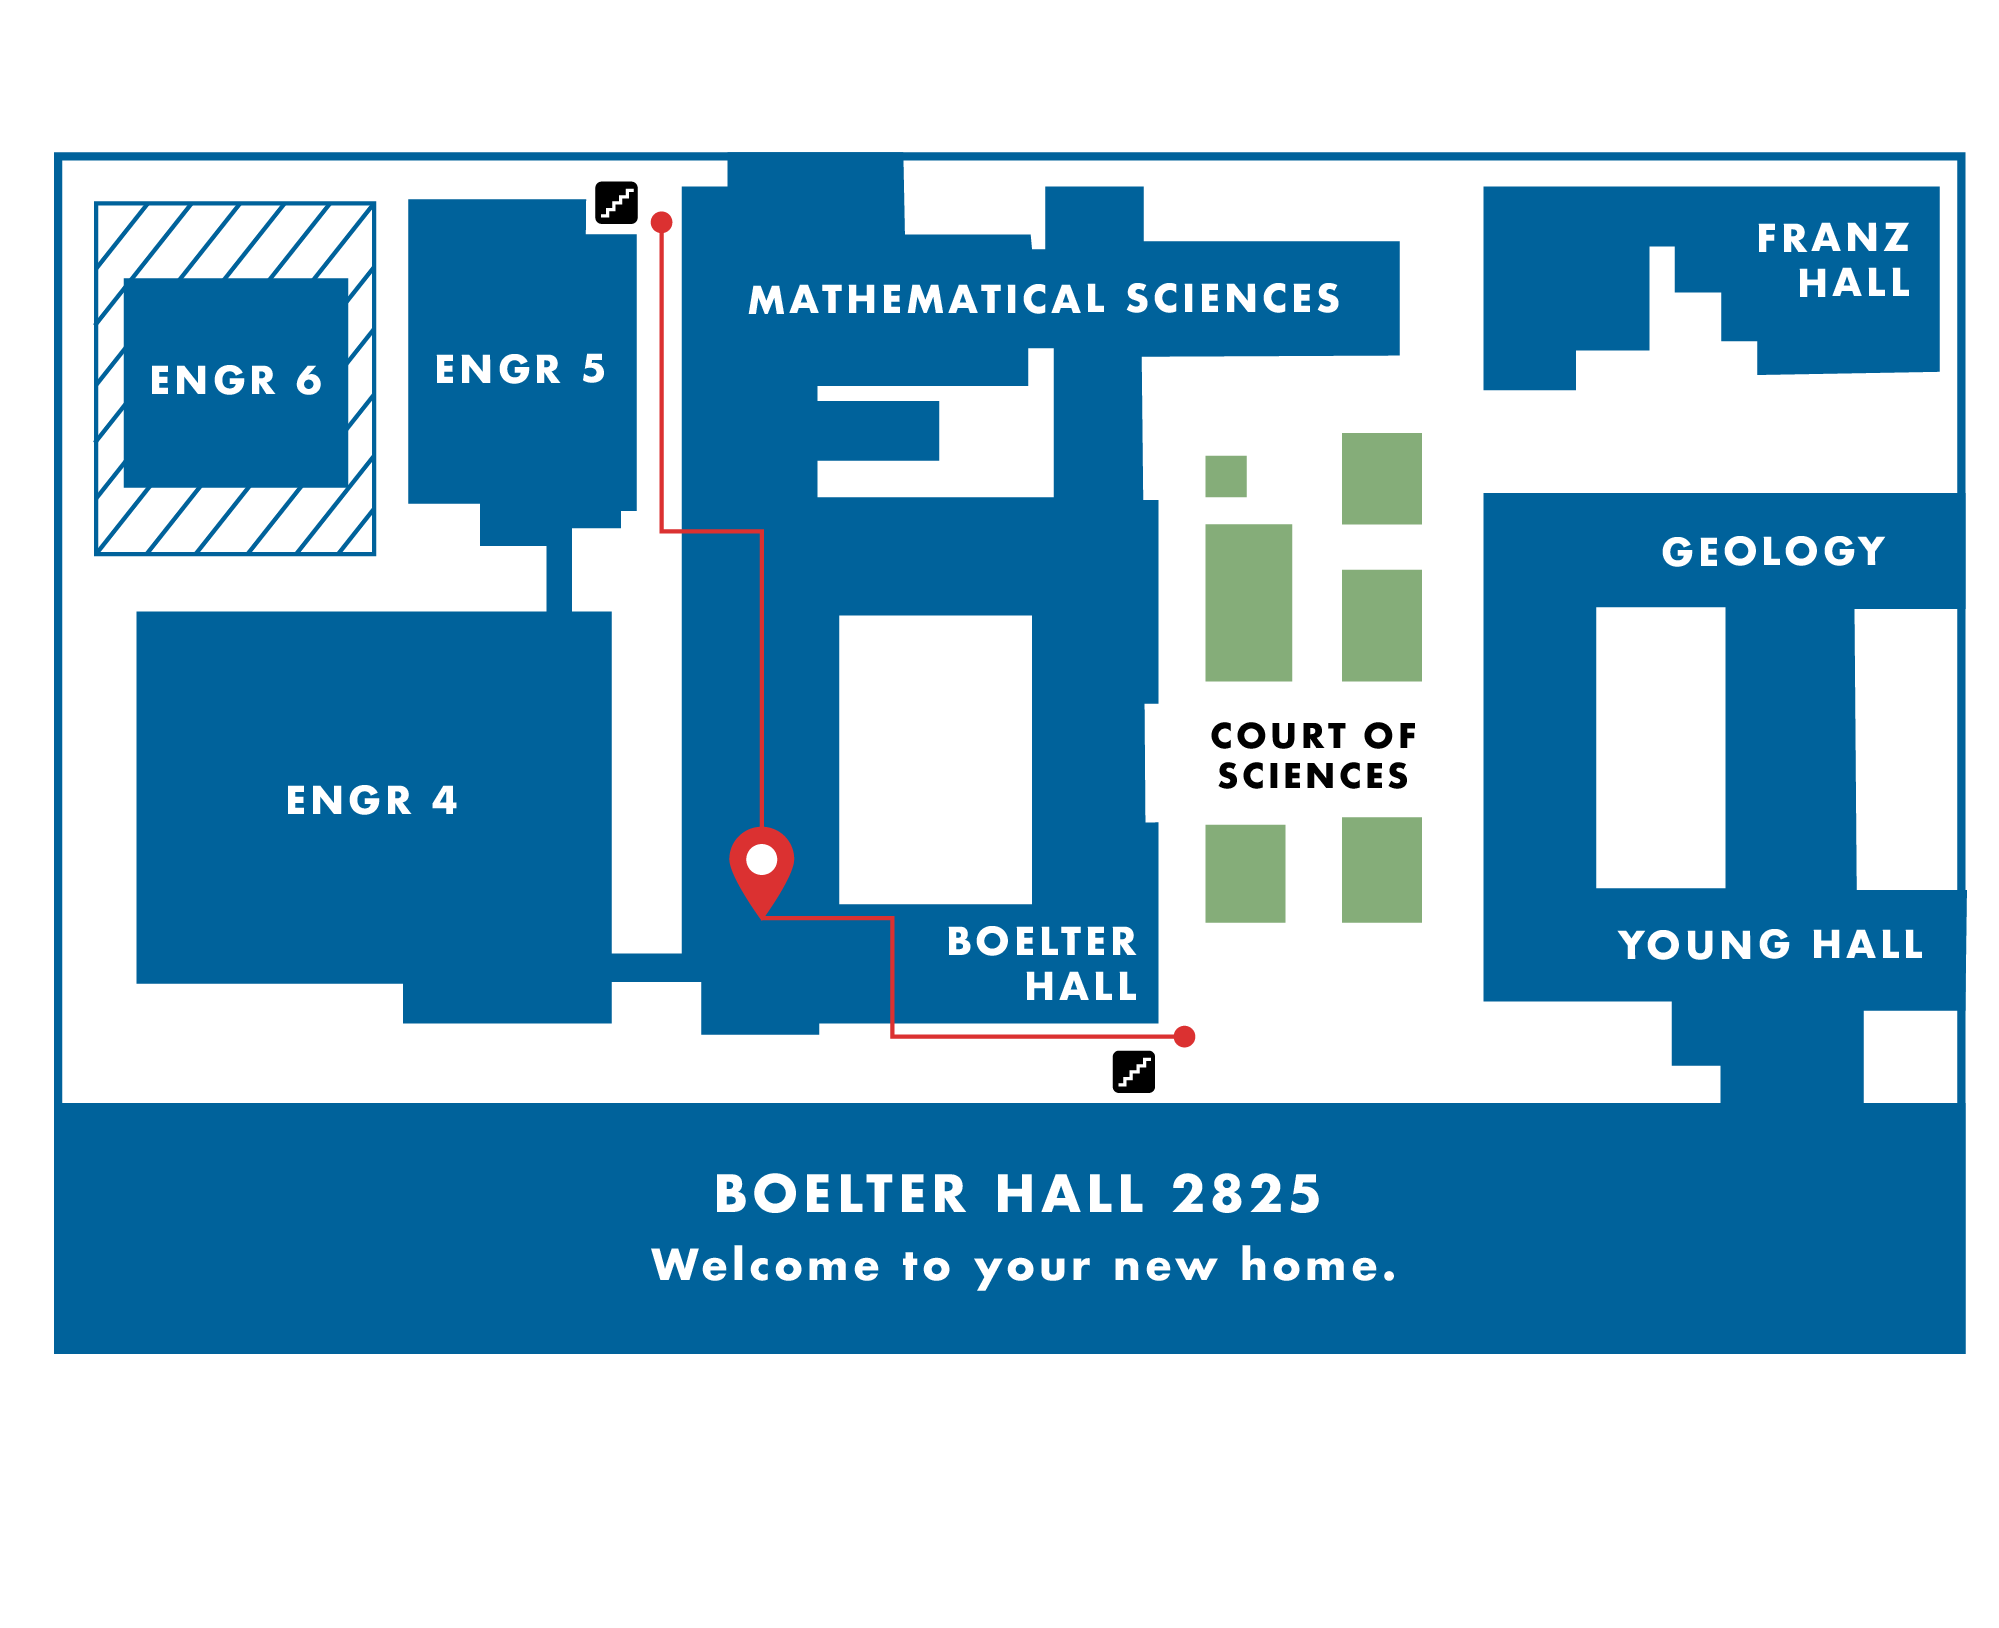 FRANZ
HALL
MATHEMATICAL SCIENCES
ENGR 6
ENGR 5
GEOLOGY
COURT OF
SCIENCES
ENGR 4
BOELTER
HALL
YOUNG HALL
BOELTER HALL 2825
Welcome to your new home.